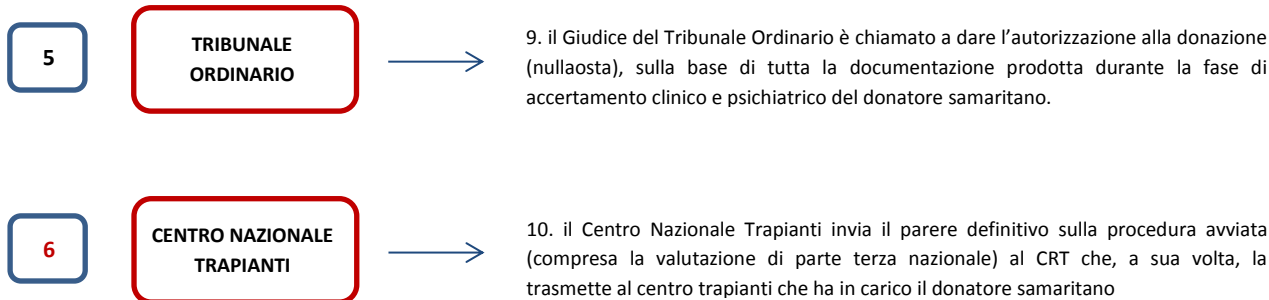 5
TRIBUNALE
ORDINARIO
9. il Giudice del Tribunale Ordinario è chiamato a dare l’autorizzazione alla donazione
(nullaosta), sulla base di tutta la documentazione prodotta durante la fase di
accertamento clinico e psichiatrico del donatore samaritano.
6
CENTRO NAZIONALE
TRAPIANTI
10. il Centro Nazionale Trapianti invia il parere definitivo sulla procedura avviata
(compresa la valutazione di parte terza nazionale) al CRT che, a sua volta, la
trasmette al centro trapianti che ha in carico il donatore samaritano